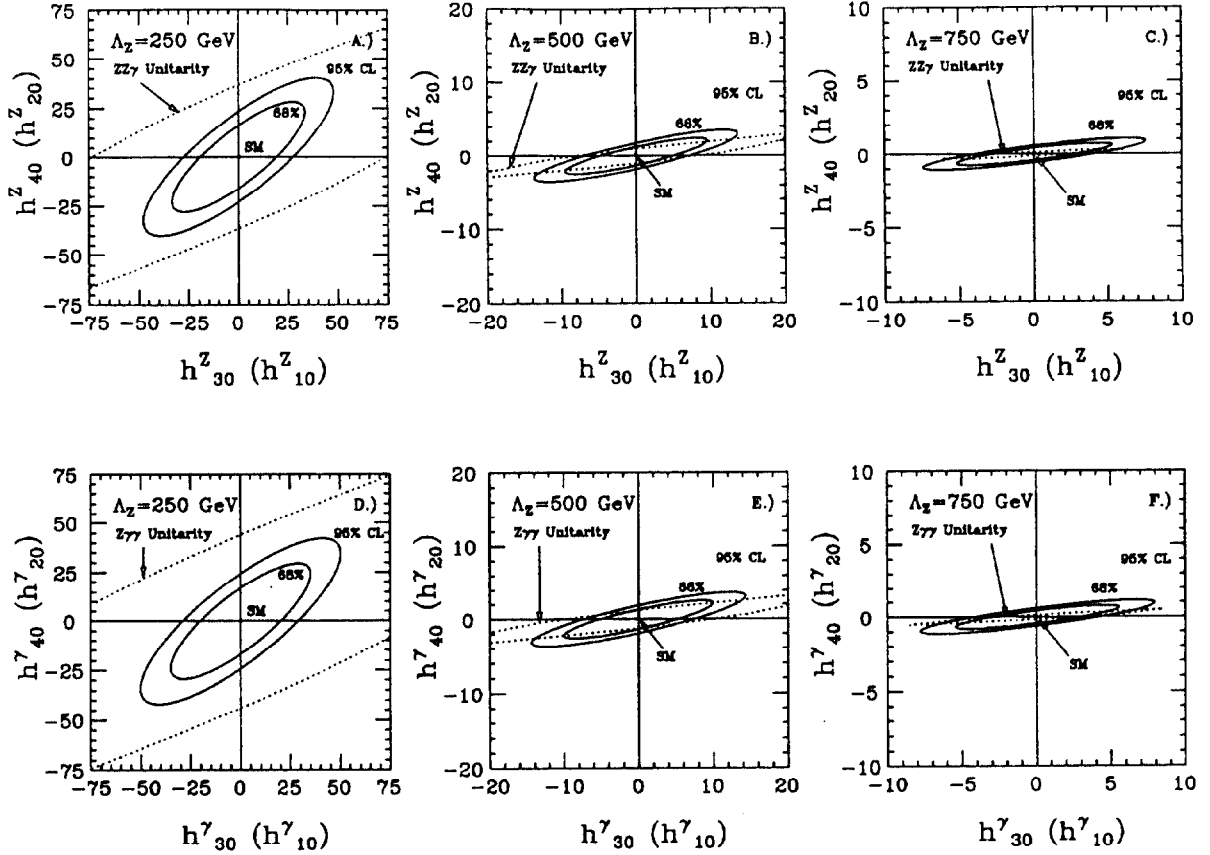 Λ_Z=250 GeV A.)
ZZγ Unitarity
95% CL
68%
SM
75
50
25
0
−25
−50
−75
−75 −50 −25 0 25 50 75
h^Z_40 (h^Z_20)
h^Z_30 (h^Z_10)
Λ_Z=500 GeV B.)
ZZγ Unitarity
95% CL
68%
SM
20
10
0
−10
−20
−20 −10 0 10 20
h^Z_40 (h^Z_20)
h^Z_30 (h^Z_10)
Λ_Z=750 GeV C.)
ZZγ Unitarity
95% CL
68%
SM
10
5
0
−5
−10
−10 −5 0 5 10
h^Z_40 (h^Z_20)
h^Z_30 (h^Z_10)
Λ_Z=250 GeV D.)
Zγγ Unitarity
95% CL
68%
SM
75
50
25
0
−25
−50
−75
−75 −50 −25 0 25 50 75
h^γ_40 (h^γ_20)
h^γ_30 (h^γ_10)
Λ_Z=500 GeV E.)
Zγγ Unitarity
95% CL
68%
SM
20
10
0
−10
−20
−20 −10 0 10 20
h^γ_40 (h^γ_20)
h^γ_30 (h^γ_10)
Λ_Z=750 GeV F.)
Zγγ Unitarity
95% CL
68%
SM
10
5
0
−5
−10
−10 −5 0 5 10
h^γ_40 (h^γ_20)
h^γ_30 (h^γ_10)